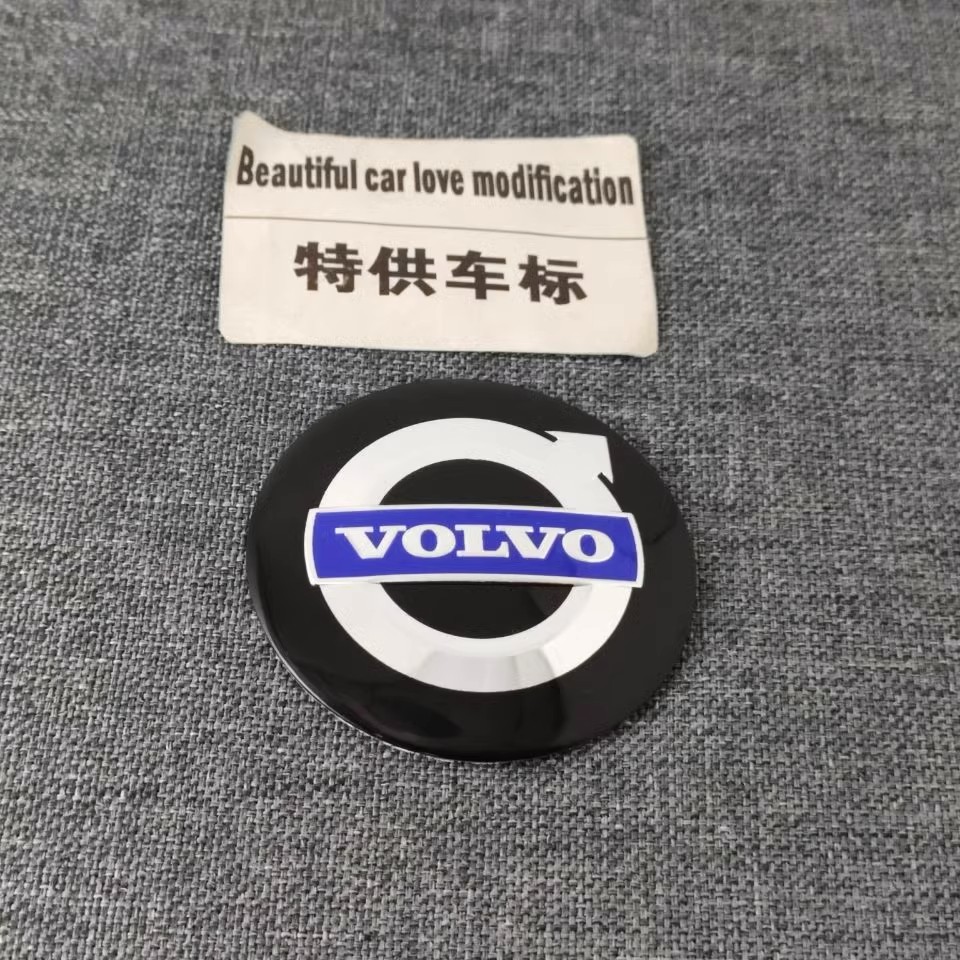 Beautiful car love modification
特供车标
VOLVO